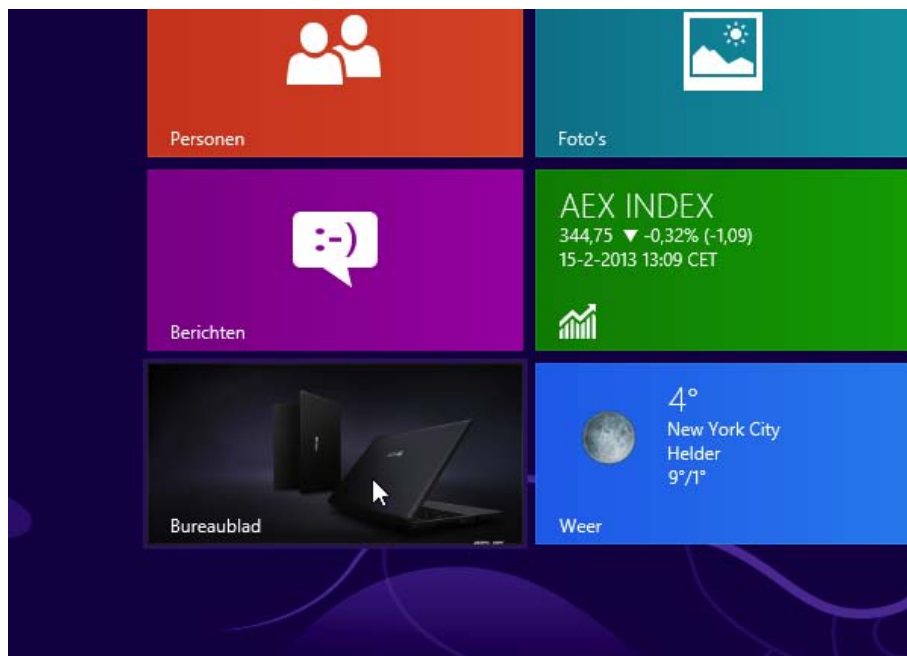 Personen
Foto's
:-)
Berichten
AEX INDEX
344,75 ▼ -0,32% (-1,09)
15-2-2013 13:09 CET
Bureaublad
4°
New York City
Helder
9°/1°
Weer